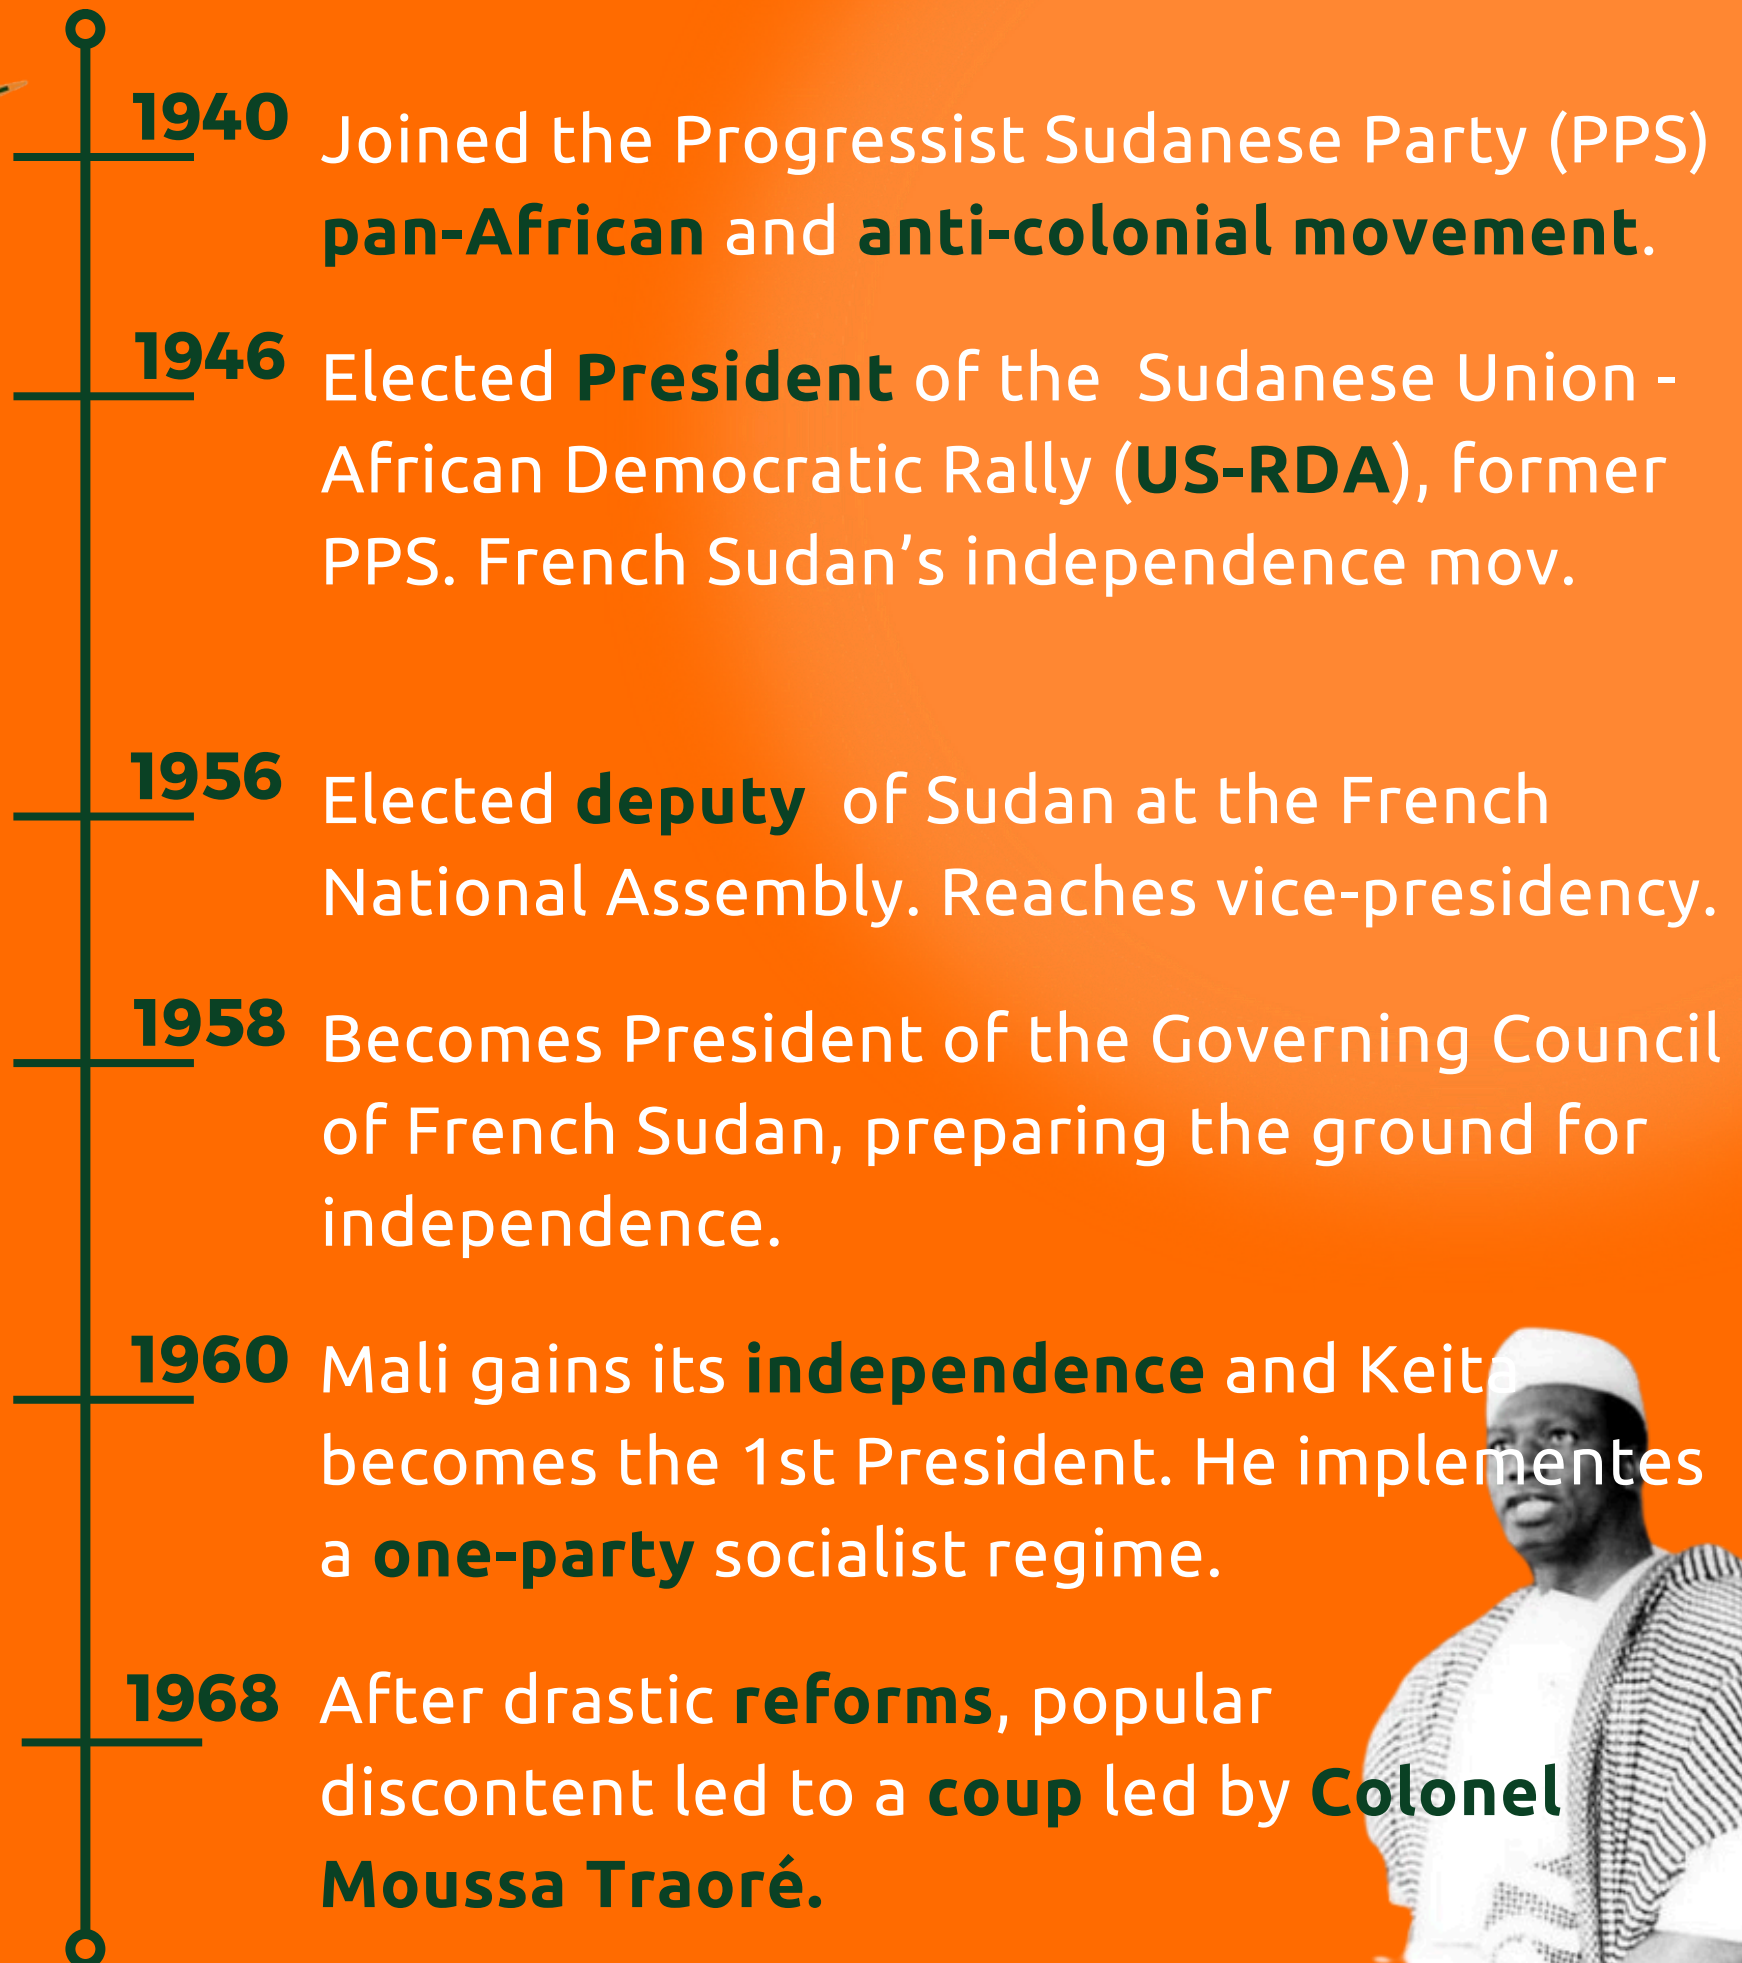 1940
Joined the Progressist Sudanese Party (PPS)
pan-African and anti-colonial movement.
1946
Elected President of the Sudanese Union -
African Democratic Rally (US-RDA), former
PPS. French Sudan’s independence mov.
1956
Elected deputy of Sudan at the French
National Assembly. Reaches vice-presidency.
1958
Becomes President of the Governing Council
of French Sudan, preparing the ground for
independence.
1960
Mali gains its independence and Keita
becomes the 1st President. He implementes
a one-party socialist regime.
1968
After drastic reforms, popular
discontent led to a coup led by Colonel
Moussa Traoré.